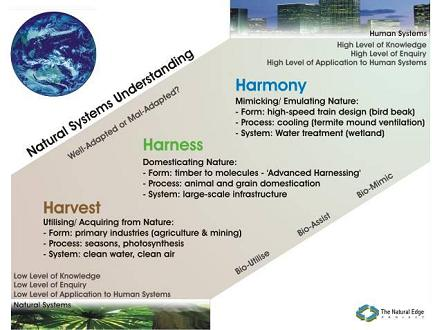 Human Systems
High Level of Knowledge
High Level of Enquiry
High Level of Application to Human Systems
Natural Systems Understanding
Well-Adapted or Mal-Adapted?
Harmony
Mimicking/ Emulating Nature:
- Form: high-speed train design (bird beak)
- Process: cooling (termite mound ventilation)
- System: Water treatment (wetland)
Harness
Domesticating Nature:
- Form: timber to molecules - 'Advanced Harnessing'
- Process: animal and grain domestication
- System: large-scale infrastructure
Harvest
Utilising/ Acquiring from Nature:
- Form: primary industries (agriculture & mining)
- Process: seasons, photosynthesis
- System: clean water, clean air
Bio-Utilise
Bio-Assist
Bio-Mimic
Low Level of Knowledge
Low Level of Enquiry
Low Level of Application to Human Systems
Natural Systems
The Natural Edge
PROJECT